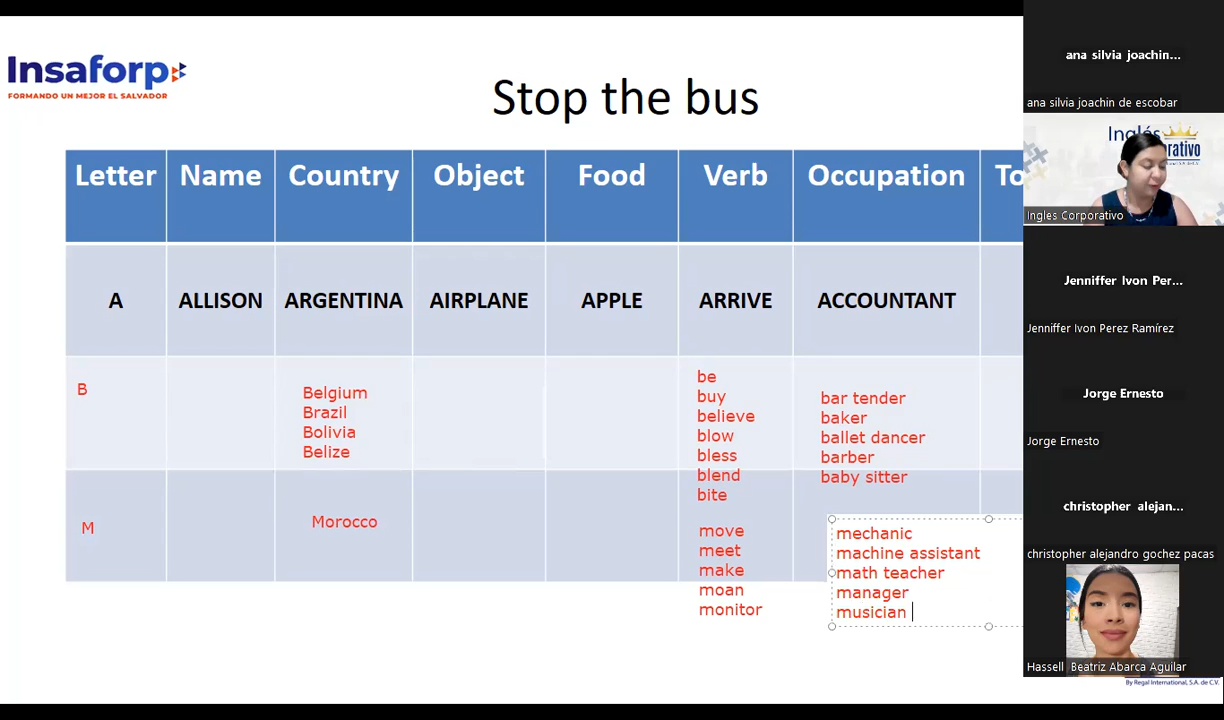 Insaforp
FORMANDO UN MEJOR EL SALVADOR
Stop the bus
Letter Name Country Object Food Verb Occupation To
A ALLISON ARGENTINA AIRPLANE APPLE ARRIVE ACCOUNTANT
B
Belgium
Brazil
Bolivia
Belize
be
buy
believe
blow
bless
blend
bite
bar tender
baker
ballet dancer
barber
baby sitter
M
Morocco
move
meet
make
moan
monitor
mechanic
machine assistant
math teacher
manager
musician
By Regal International, S.A. de C.V.
ana silvia joachin...
ana silvia joachin de escobar
Inglés
Ingles Corporativo
Jenniffer Ivon Per...
Jenniffer Ivon Perez Ramírez
Jorge Ernesto
Jorge Ernesto
christopher alejan...
christopher alejandro gochez pacas
Hassell Beatriz Abarca Aguilar